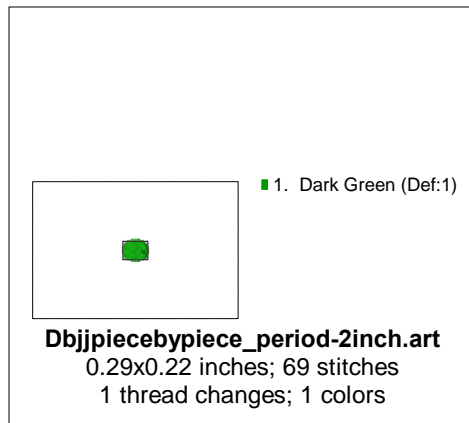 1. Dark Green (Def:1)
Dbjjpiecebypiece_period-2inch.art
0.29x0.22 inches; 69 stitches
1 thread changes; 1 colors